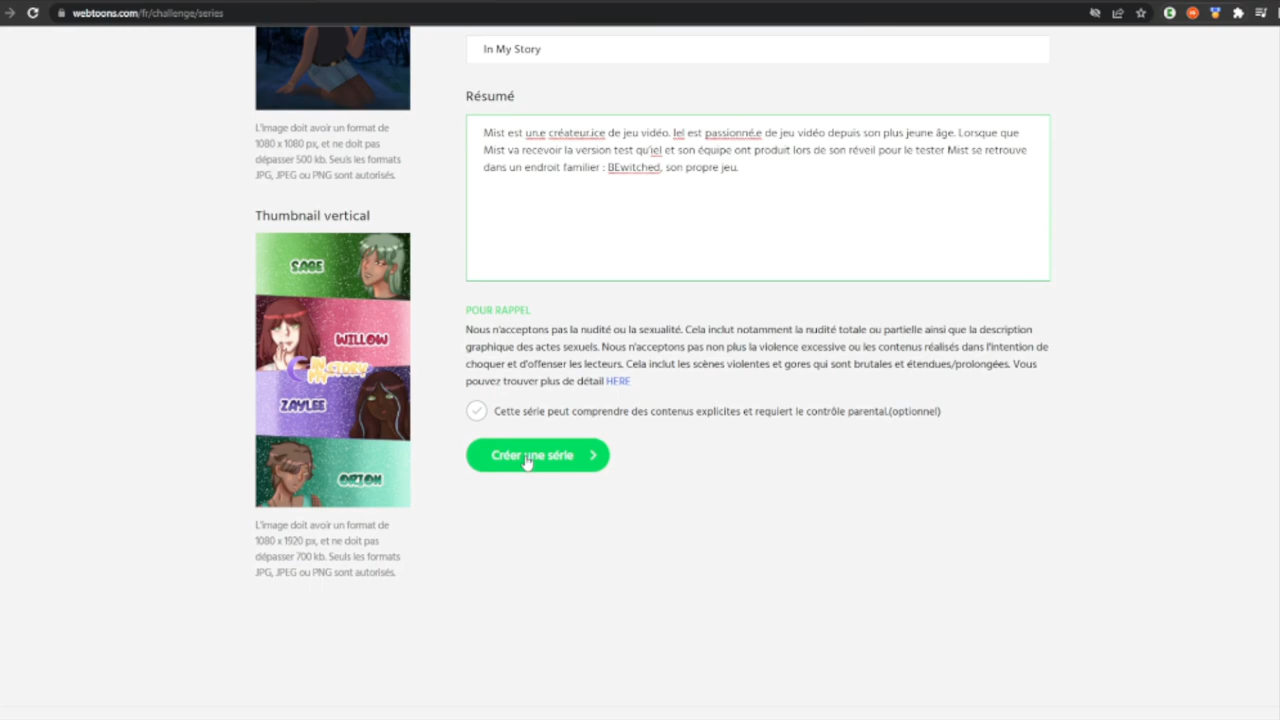 webtoons.com/fr/challenge/series
In My Story
Résumé
Mist est un.e créateur.ice de jeu vidéo. Iel est passionné.e de jeu vidéo depuis son plus jeune âge. Lorsque que
Mist va recevoir la version test qu'iel et son équipe ont produit lors de son réveil pour le tester Mist se retrouve
dans un endroit familier : BEwitched, son propre jeu.
L'image doit avoir un format de
1080 x 1080 px, et ne doit pas
dépasser 500 kb. Seuls les formats
JPG, JPEG ou PNG sont autorisés.
Thumbnail vertical
SAGE
WILLOW
IN MY STORY
ZAYLEE
ORION
L'image doit avoir un format de
1080 x 1920 px, et ne doit pas
dépasser 700 kb. Seuls les formats
JPG, JPEG ou PNG sont autorisés.
POUR RAPPEL
Nous n'acceptons pas la nudité ou la sexualité. Cela inclut notamment la nudité totale ou partielle ainsi que la description
graphique des actes sexuels. Nous n'acceptons pas non plus la violence excessive ou les contenus réalisés dans l'intention de
choquer et d'offenser les lecteurs. Cela inclut les scènes violentes et gores qui sont brutales et étendues/prolongées. Vous
pouvez trouver plus de détail HERE
Cette série peut comprendre des contenus explicites et requiert le contrôle parental.(optionnel)
Créer une série